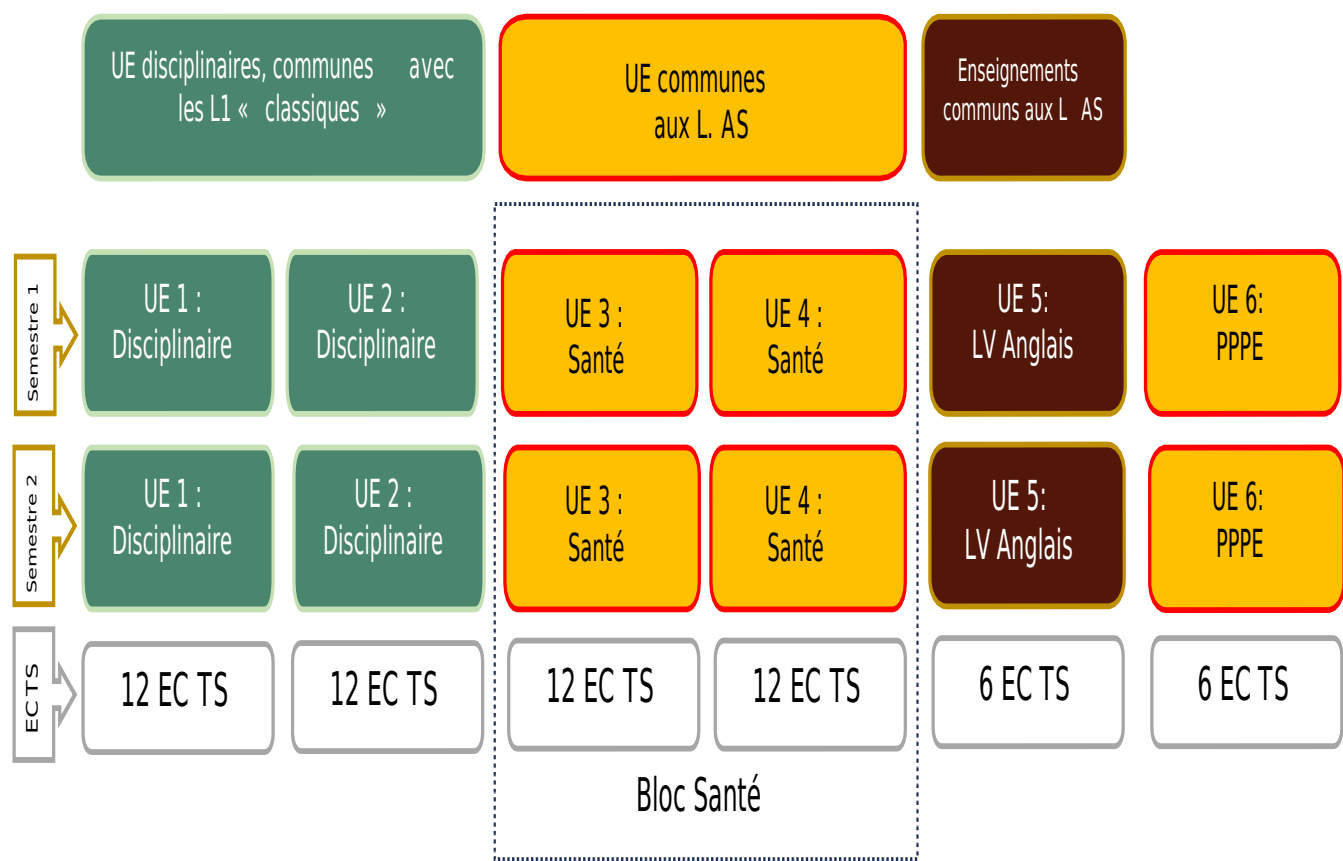 UE disciplinaires, communes avec
les L1 « classiques »
UE communes
aux L. AS
Enseignements
communs aux L AS
Semestre 1
UE 1 :
Disciplinaire
UE 2 :
Disciplinaire
UE 3 :
Santé
UE 4 :
Santé
UE 5:
LV Anglais
UE 6:
PPPE
Semestre 2
UE 1 :
Disciplinaire
UE 2 :
Disciplinaire
UE 3 :
Santé
UE 4 :
Santé
UE 5:
LV Anglais
UE 6:
PPPE
ECTS
12 EC TS
12 EC TS
12 EC TS
12 EC TS
6 EC TS
6 EC TS
Bloc Santé